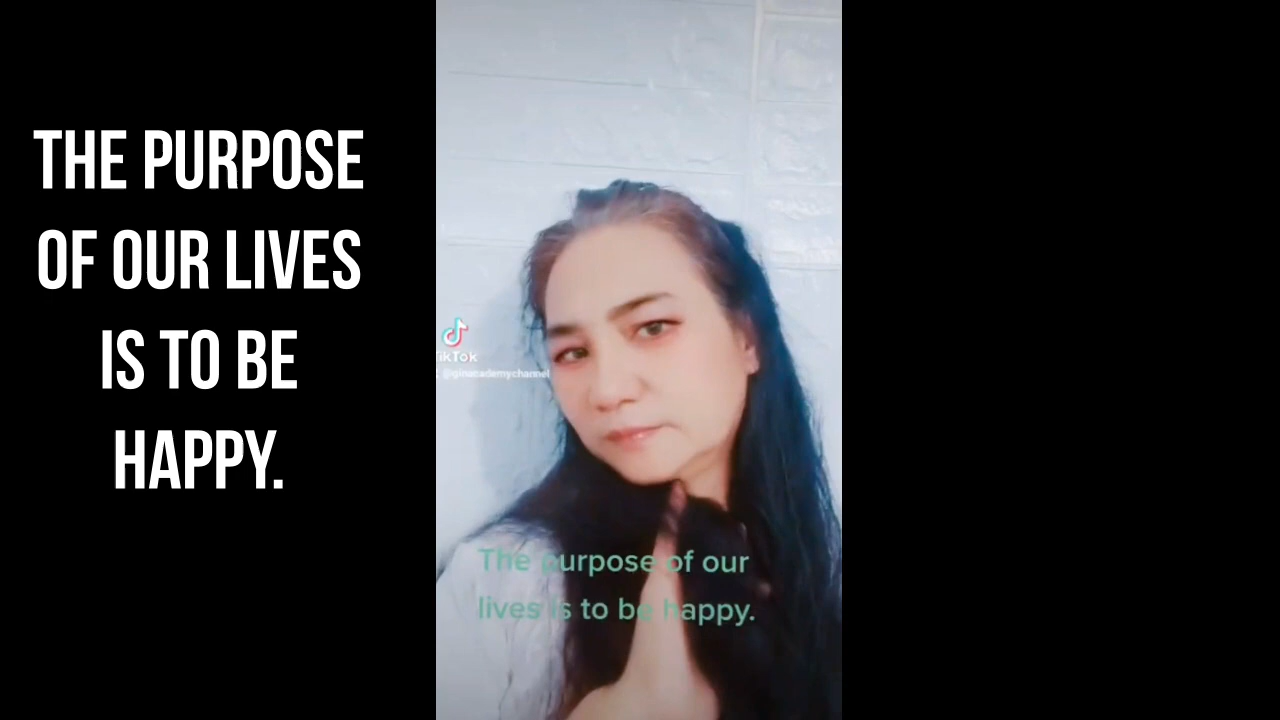 THE PURPOSE
OF OUR LIVES
IS TO BE
HAPPY.
TikTok
@ginacademychannel
The purpose of our
lives is to be happy.